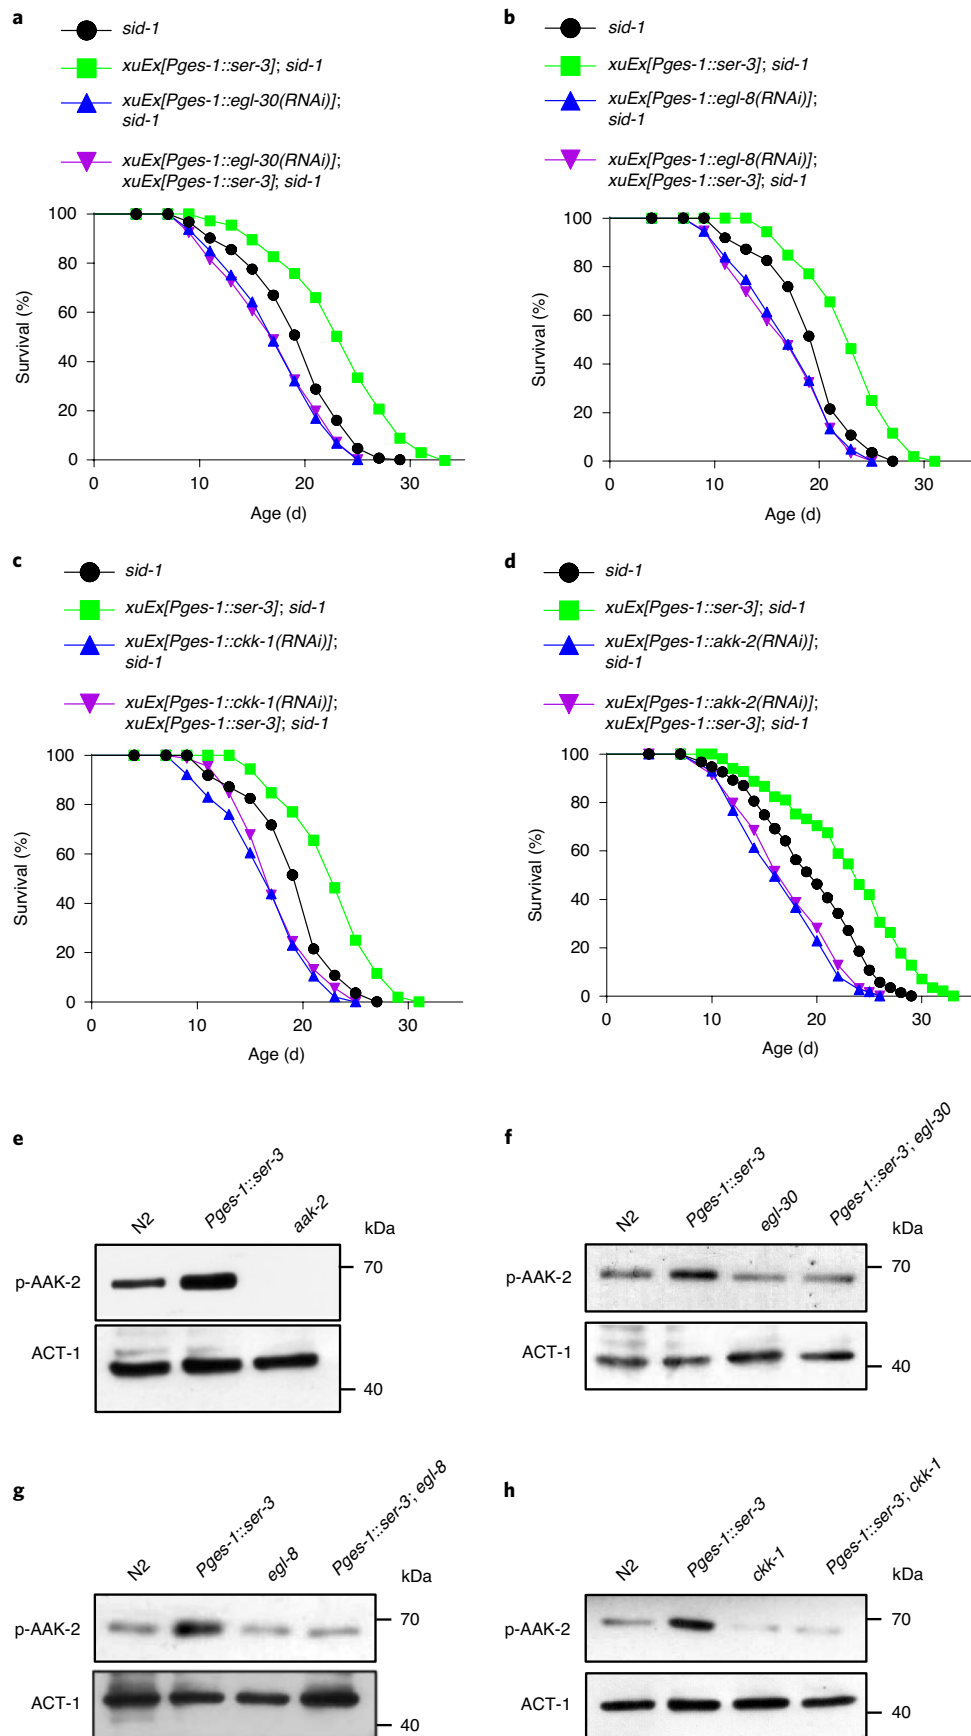 a
sid-1
xuEx[Pges-1::ser-3]; sid-1
xuEx[Pges-1::egl-30(RNAi)];
sid-1
xuEx[Pges-1::egl-30(RNAi)];
xuEx[Pges-1::ser-3]; sid-1
100
80
60
40
20
0
Survival (%)
0 10 20 30
Age (d)
b
sid-1
xuEx[Pges-1::ser-3]; sid-1
xuEx[Pges-1::egl-8(RNAi)];
sid-1
xuEx[Pges-1::egl-8(RNAi)];
xuEx[Pges-1::ser-3]; sid-1
100
80
60
40
20
0
Survival (%)
0 10 20 30
Age (d)
c
sid-1
xuEx[Pges-1::ser-3]; sid-1
xuEx[Pges-1::ckk-1(RNAi)];
sid-1
xuEx[Pges-1::ckk-1(RNAi)];
xuEx[Pges-1::ser-3]; sid-1
100
80
60
40
20
0
Survival (%)
0 10 20 30
Age (d)
d
sid-1
xuEx[Pges-1::ser-3]; sid-1
xuEx[Pges-1::akk-2(RNAi)];
sid-1
xuEx[Pges-1::akk-2(RNAi)];
xuEx[Pges-1::ser-3]; sid-1
100
80
60
40
20
0
Survival (%)
0 10 20 30
Age (d)
e
N2 Pges-1::ser-3 aak-2
kDa
p-AAK-2 70
ACT-1 40
f
N2 Pges-1::ser-3 egl-30 Pges-1::ser-3; egl-30
kDa
p-AAK-2 70
ACT-1 40
g
N2 Pges-1::ser-3 egl-8 Pges-1::ser-3; egl-8
kDa
p-AAK-2 70
ACT-1 40
h
N2 Pges-1::ser-3 ckk-1 Pges-1::ser-3; ckk-1
kDa
p-AAK-2 70
ACT-1 40